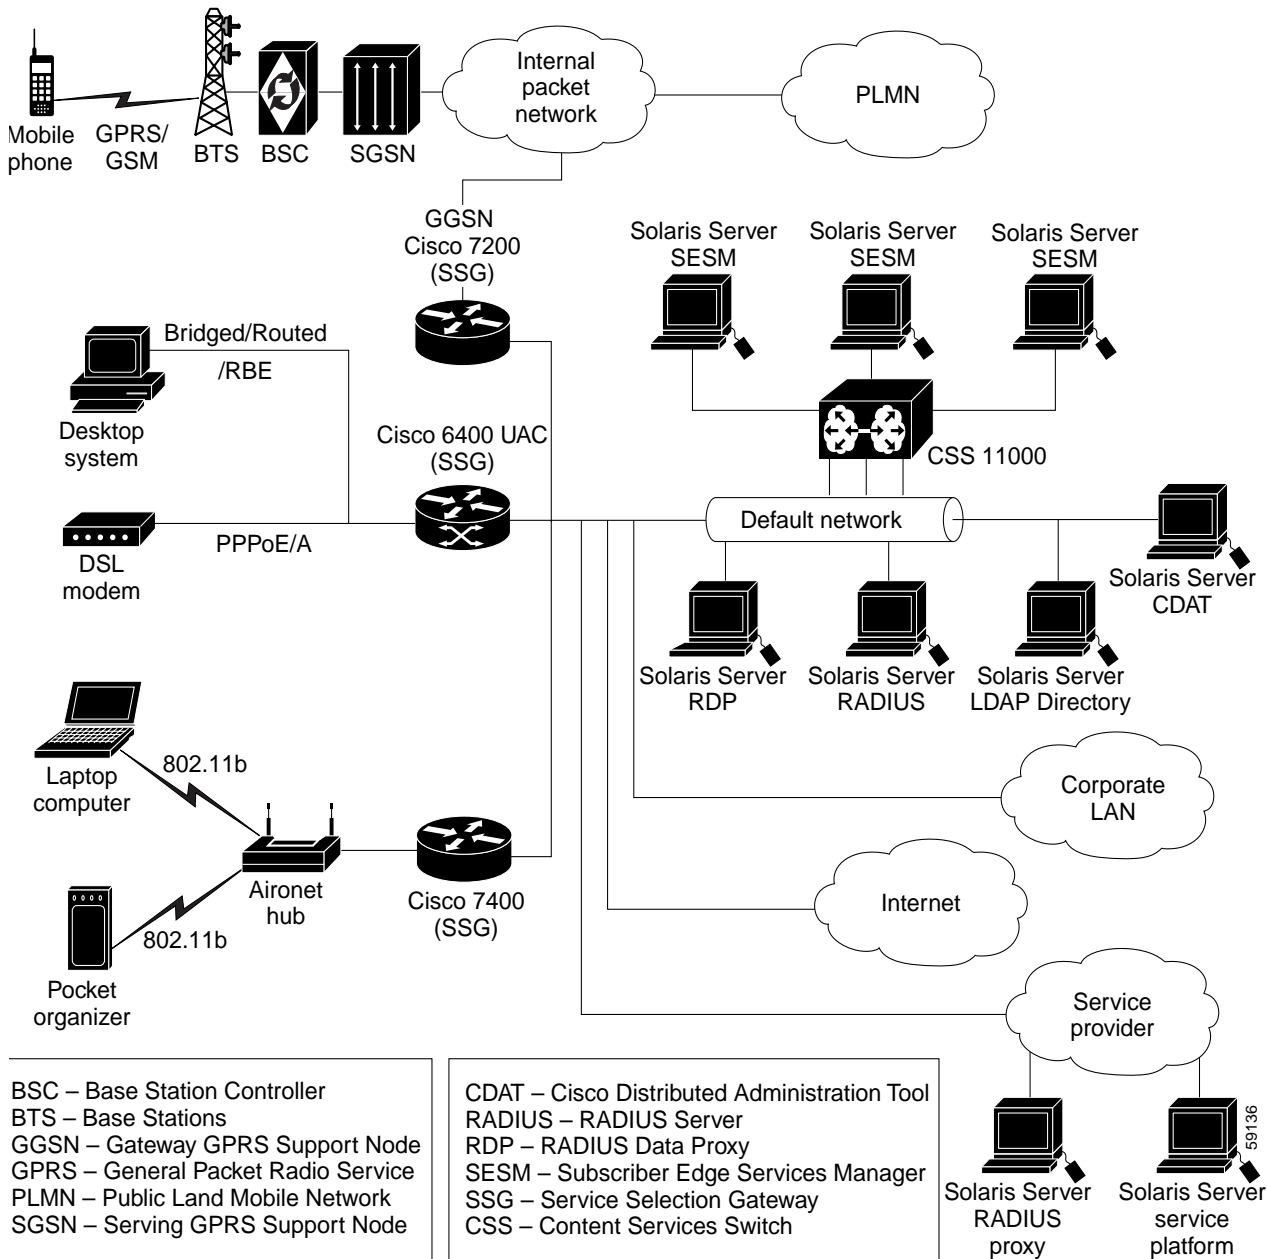 Internal
packet
network
PLMN
Mobile
phone
GPRS/
GSM
BTS
BSC
SGSN
GGSN
Cisco 7200
(SSG)
Solaris Server
SESM
Solaris Server
SESM
Solaris Server
SESM
Bridged/Routed
/RBE
Desktop
system
Cisco 6400 UAC
(SSG)
CSS 11000
Default network
PPPoE/A
DSL
modem
Solaris Server
CDAT
Solaris Server
RDP
Solaris Server
RADIUS
Solaris Server
LDAP Directory
802.11b
Laptop
computer
Corporate
LAN
Aironet
hub
Cisco 7400
(SSG)
Internet
802.11b
Pocket
organizer
Service
provider
BSC – Base Station Controller
BTS – Base Stations
GGSN – Gateway GPRS Support Node
GPRS – General Packet Radio Service
PLMN – Public Land Mobile Network
SGSN – Serving GPRS Support Node
CDAT – Cisco Distributed Administration Tool
RADIUS – RADIUS Server
RDP – RADIUS Data Proxy
SESM – Subscriber Edge Services Manager
SSG – Service Selection Gateway
CSS – Content Services Switch
Solaris Server
RADIUS
proxy
Solaris Server
service
platform
59136